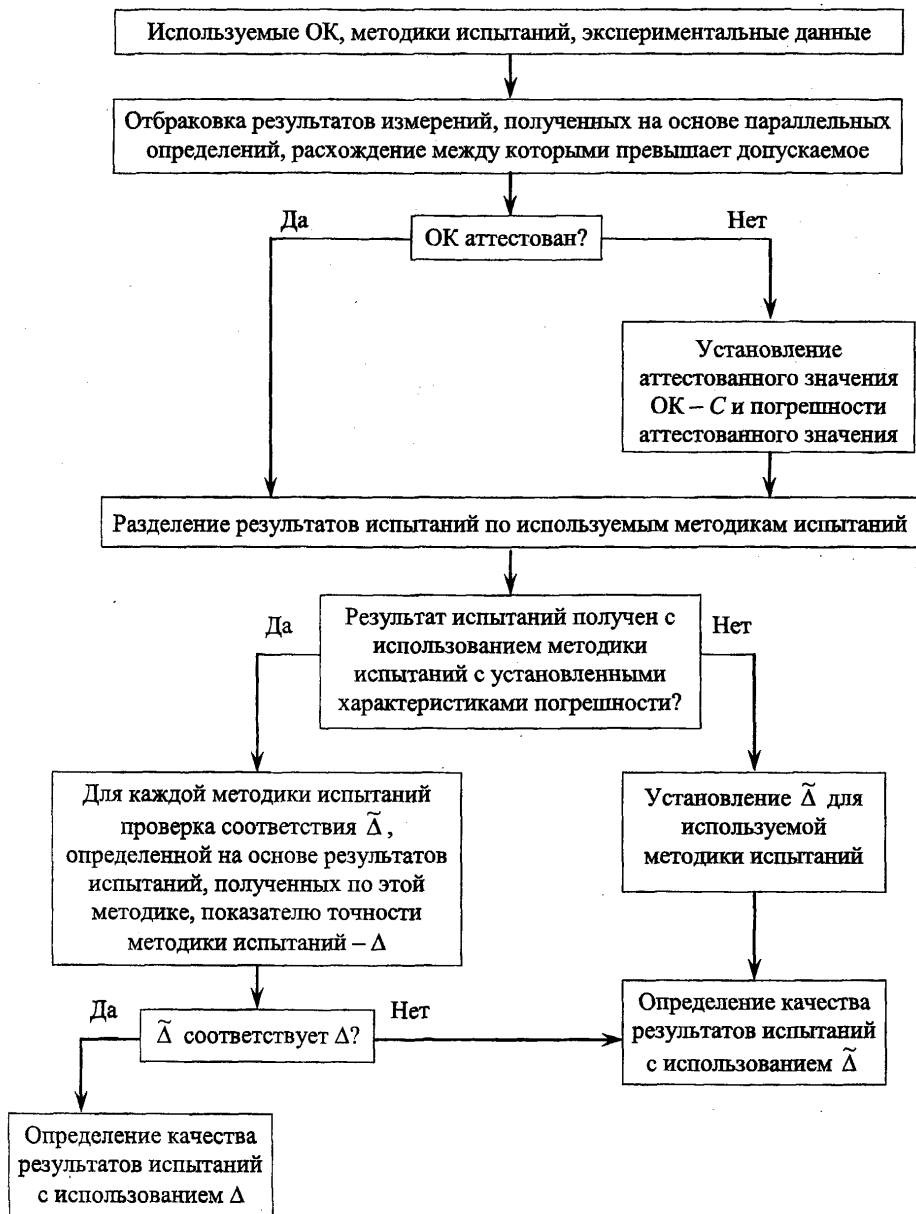 Используемые ОК, методики испытаний, экспериментальные данные
Отбраковка результатов измерений, полученных на основе параллельных
определений, расхождение между которыми превышает допускаемое
Да
Нет
ОК аттестован?
Установление
аттестованного значения
ОК – C и погрешности
аттестованного значения
Разделение результатов испытаний по используемым методикам испытаний
Да
Результат испытаний получен с
использованием методики
испытаний с установленными
характеристиками погрешности?
Нет
Для каждой методики испытаний
проверка соответствия Δ̃,
определенной на основе результатов
испытаний, полученных по этой
методике, показателю точности
методики испытаний – Δ
Установление Δ̃ для
используемой
методики испытаний
Да
Δ̃ соответствует Δ?
Нет
Определение качества
результатов испытаний
с использованием Δ̃
Определение качества
результатов испытаний
с использованием Δ